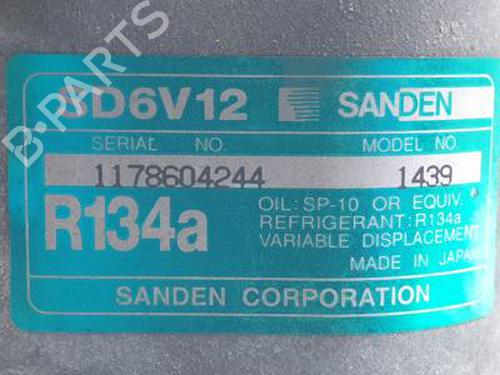 SD6V12 SANDEN
SERIAL NO. MODEL NO.
1178604244 1439
R134a
OIL:SP-10 OR EQUIV.
REFRIGERANT:R134a
VARIABLE DISPLACEMENT
MADE IN JAPAN
SANDEN CORPORATION
B-PARTS